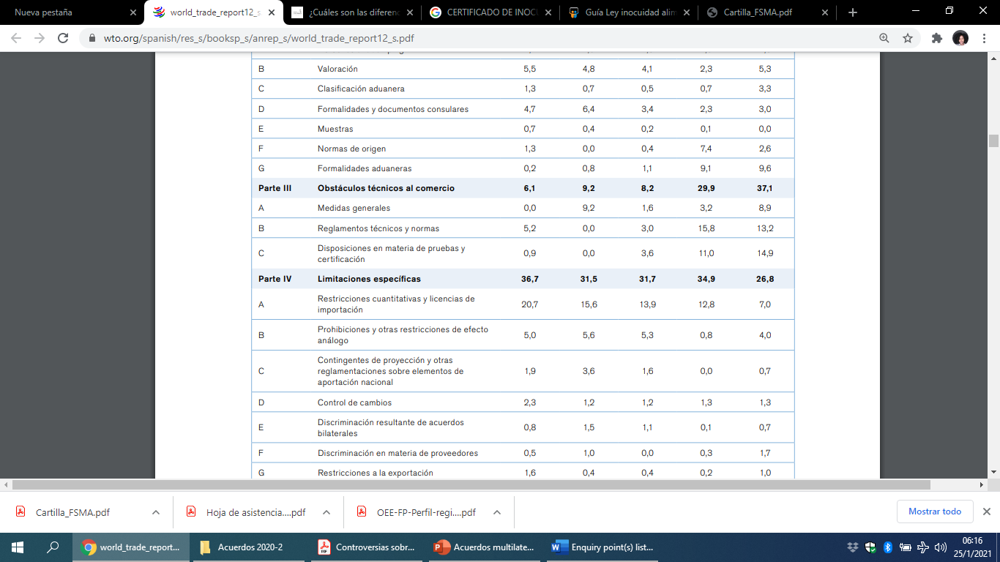 Nueva pestaña
world_trade_report12_s
¿Cuáles son las diferenc
CERTIFICADO DE INOC
Guía Ley inocuidad alim
Cartilla_FSMA.pdf
wto.org/spanish/res_s/booksp_s/anrep_s/world_trade_report12_s.pdf
B Valoración 5,5 4,8 4,1 2,3 5,3
C Clasificación aduanera 1,3 0,7 0,5 0,7 3,3
D Formalidades y documentos consulares 4,7 6,4 3,4 2,3 3,0
E Muestras 0,7 0,4 0,2 0,1 0,0
F Normas de origen 1,3 0,0 0,4 7,4 2,6
G Formalidades aduaneras 0,2 0,8 1,1 9,1 9,6
Parte III Obstáculos técnicos al comercio 6,1 9,2 8,2 29,9 37,1
A Medidas generales 0,0 9,2 1,6 3,2 8,9
B Reglamentos técnicos y normas 5,2 0,0 3,0 15,8 13,2
C Disposiciones en materia de pruebas y
certificación 0,9 0,0 3,6 11,0 14,9
Parte IV Limitaciones específicas 36,7 31,5 31,7 34,9 26,8
A Restricciones cuantitativas y licencias de
importación 20,7 15,6 13,9 12,8 7,0
B Prohibiciones y otras restricciones de efecto
análogo 5,0 5,6 5,3 0,8 4,0
C Contingentes de proyección y otras
reglamentaciones sobre elementos de 1,9 3,6 1,6 0,0 0,7
aportación nacional
D Control de cambios 2,3 1,2 1,2 1,3 1,3
E Discriminación resultante de acuerdos
bilaterales 0,8 1,5 1,1 0,1 0,7
F Discriminación en materia de proveedores 0,5 1,0 0,0 0,3 1,7
G Restricciones a la exportación 1,6 0,4 0,4 0,2 1,0
Cartilla_FSMA.pdf
Hoja de asistencia....pdf
OEE-FP-Perfil-regi....pdf
Mostrar todo
world_trade_report...
Acuerdos 2020-2
Controversias sobr...
Acuerdos multilate...
Enquiry point(s) list...
06:16
25/1/2021